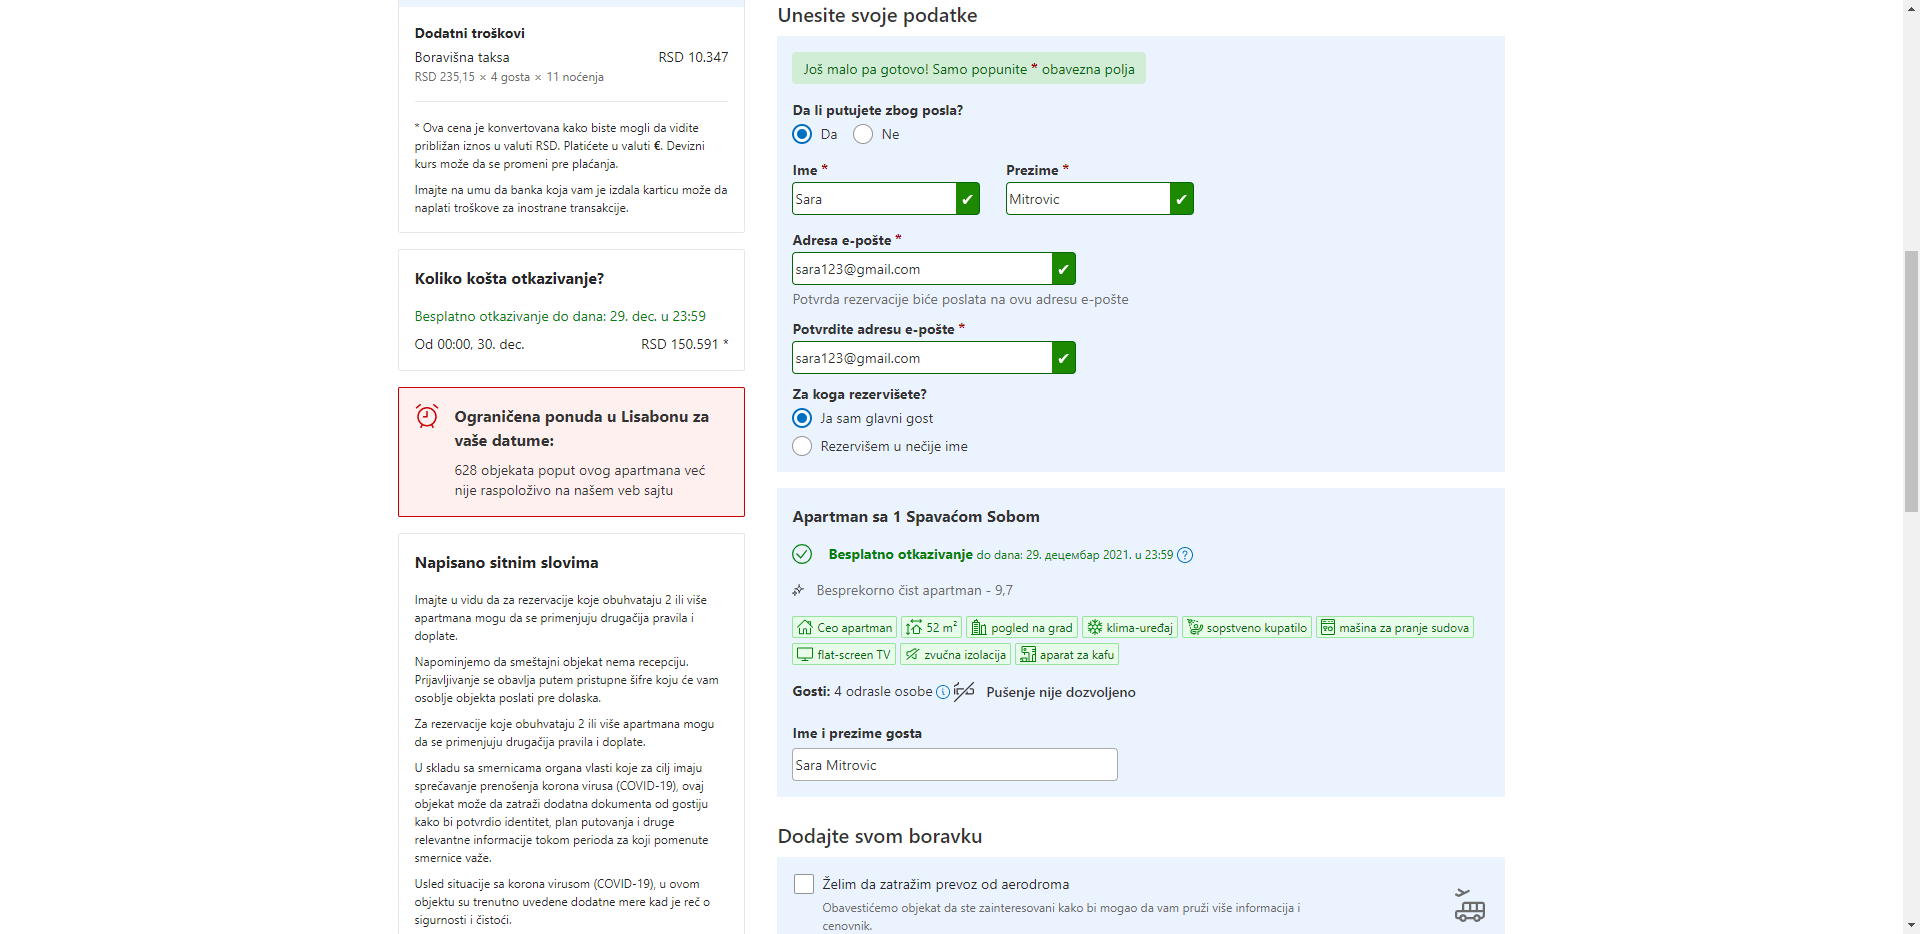 Dodatni troškovi
Boravišna taksa RSD 10.347
RSD 235,15 × 4 gosta × 11 noćenja
* Ova cena je konvertovana kako biste mogli da vidite
približan iznos u valuti RSD. Platićete u valuti €. Devizni
kurs može da se promeni pre plaćanja.
Imajte na umu da banka koja vam je izdala karticu može da
naplati troškove za inostrane transakcije.
Koliko košta otkazivanje?
Besplatno otkazivanje do dana: 29. dec. u 23:59
Od 00:00, 30. dec. RSD 150.591 *
Ograničena ponuda u Lisabonu za
vaše datume:
628 objekata poput ovog apartmana već
nije raspoloživo na našem veb sajtu
Napisano sitnim slovima
Imajte u vidu da za rezervacije koje obuhvataju 2 ili više
apartmana mogu da se primenjuju drugačija pravila i
doplate.
Napominjemo da smeštajni objekat nema recepciju.
Prijavljivanje se obavlja putem pristupne šifre koju će vam
osoblje objekta poslati pre dolaska.
Za rezervacije koje obuhvataju 2 ili više apartmana mogu
da se primenjuju drugačija pravila i doplate.
U skladu sa smernicama organa vlasti koje za cilj imaju
sprečavanje prenošenja korona virusa (COVID-19), ovaj
objekat može da zatraži dodatna dokumenta od gostiju
kako bi potvrdio identitet, plan putovanja i druge
relevantne informacije tokom perioda za koji pomenute
smernice važe.
Usled situacije sa korona virusom (COVID-19), u ovom
objektu su trenutno uvedene dodatne mere kad je reč o
sigurnosti i čistoći.
Unesite svoje podatke
Još malo pa gotovo! Samo popunite * obavezna polja
Da li putujete zbog posla?
Da Ne
Ime * Prezime *
Sara Mitrovic
Adresa e-pošte *
sara123@gmail.com
Potvrda rezervacije biće poslata na ovu adresu e-pošte
Potvrdite adresu e-pošte *
sara123@gmail.com
Za koga rezervišete?
Ja sam glavni gost
Rezervišem u nečije ime
Apartman sa 1 Spavaćom Sobom
Besplatno otkazivanje do dana: 29. децембар 2021. u 23:59
Besprekorno čist apartman - 9,7
Ceo apartman 52 m² pogled na grad klima-uređaj sopstveno kupatilo mašina za pranje sudova
flat-screen TV zvučna izolacija aparat za kafu
Gosti: 4 odrasle osobe Pušenje nije dozvoljeno
Ime i prezime gosta
Sara Mitrovic
Dodajte svom boravku
Želim da zatražim prevoz od aerodroma
Obavestićemo objekat da ste zainteresovani kako bi mogao da vam pruži više informacija i
cenovnik.